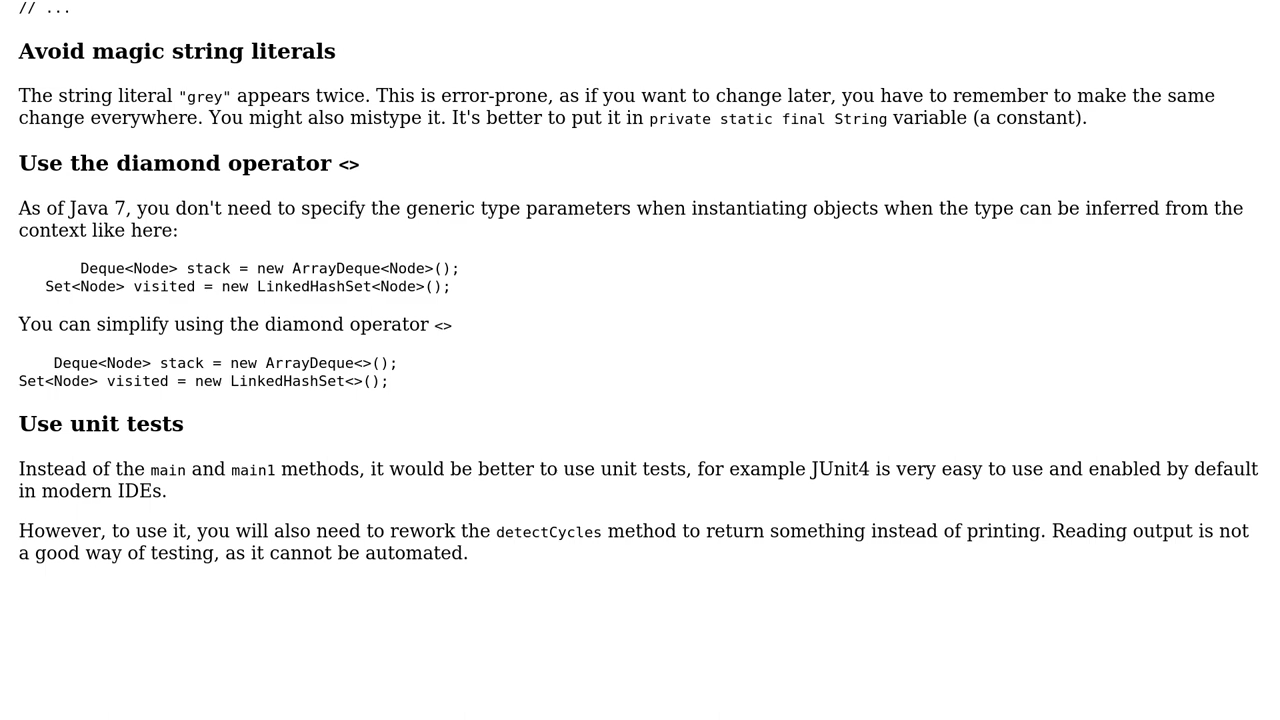 // ...
Avoid magic string literals
The string literal "grey" appears twice. This is error-prone, as if you want to change later, you have to remember to make the same
change everywhere. You might also mistype it. It's better to put it in private static final String variable (a constant).
Use the diamond operator <>
As of Java 7, you don't need to specify the generic type parameters when instantiating objects when the type can be inferred from the
context like here:
       Deque<Node> stack = new ArrayDeque<Node>();
   Set<Node> visited = new LinkedHashSet<Node>();
You can simplify using the diamond operator <>
    Deque<Node> stack = new ArrayDeque<>();
Set<Node> visited = new LinkedHashSet<>();
Use unit tests
Instead of the main and main1 methods, it would be better to use unit tests, for example JUnit4 is very easy to use and enabled by default
in modern IDEs.
However, to use it, you will also need to rework the detectCycles method to return something instead of printing. Reading output is not
a good way of testing, as it cannot be automated.